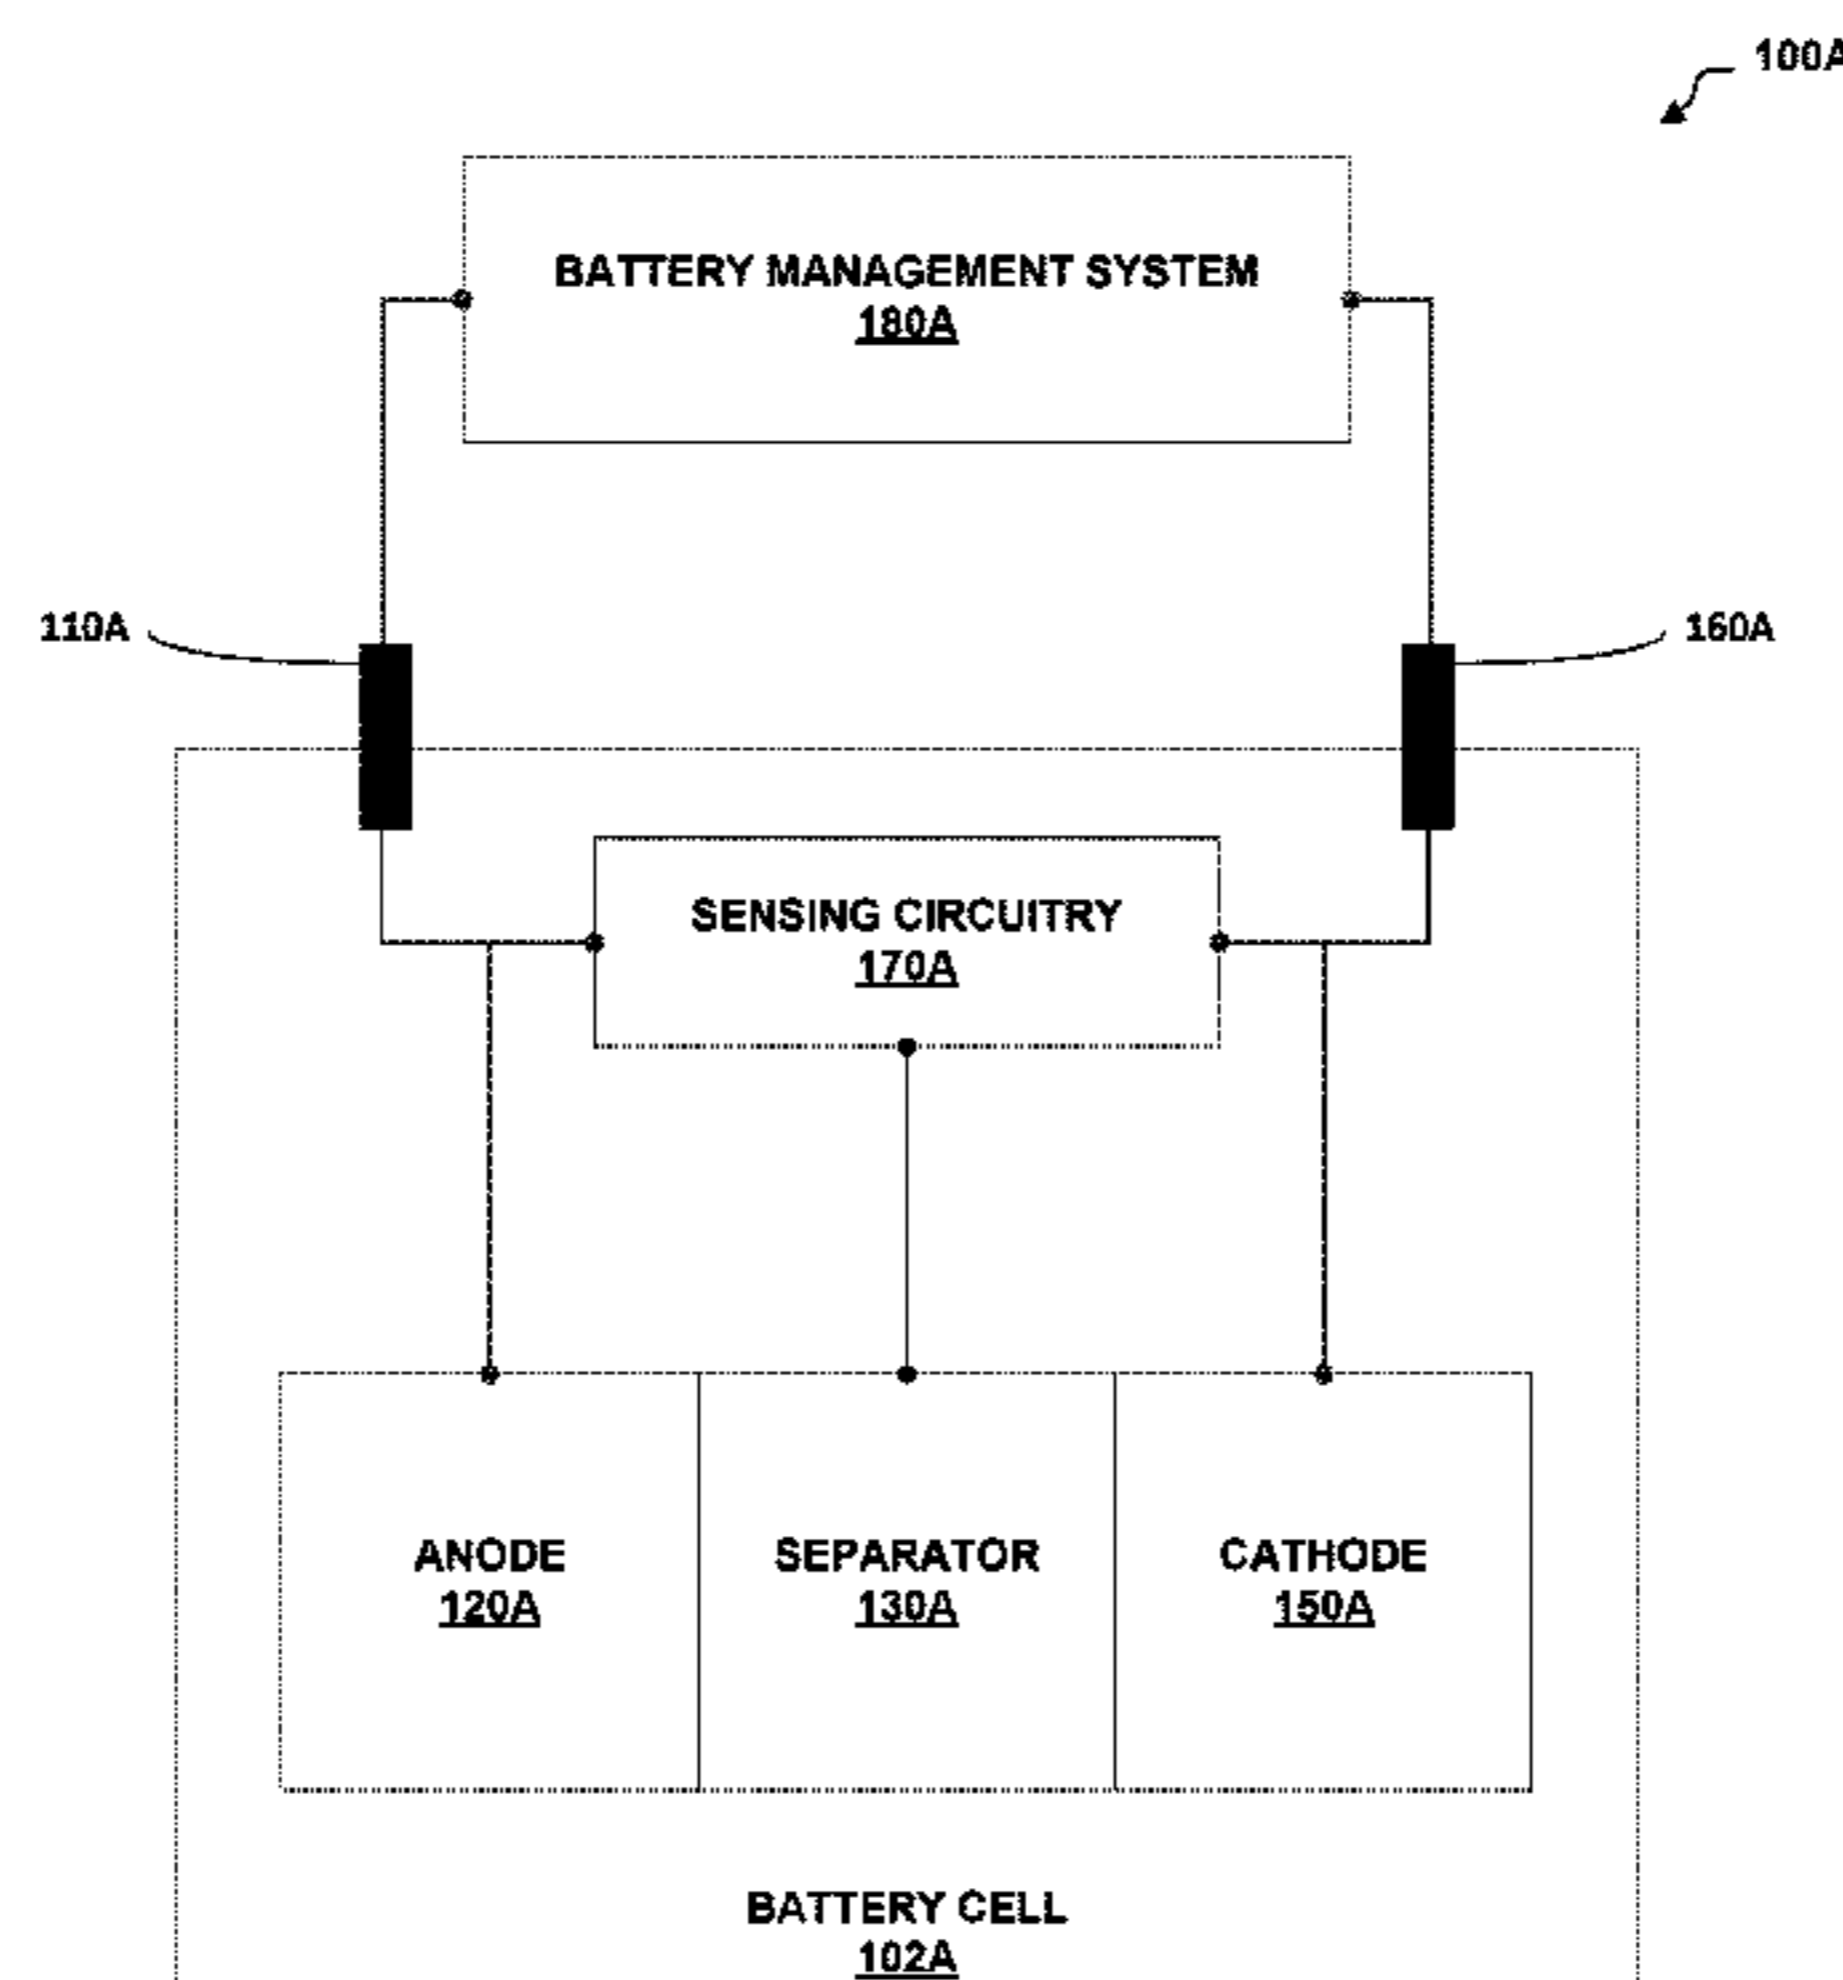 100A
BATTERY MANAGEMENT SYSTEM
180A
110A
160A
SENSING CIRCUITRY
170A
ANODE
120A
SEPARATOR
130A
CATHODE
150A
BATTERY CELL
102A